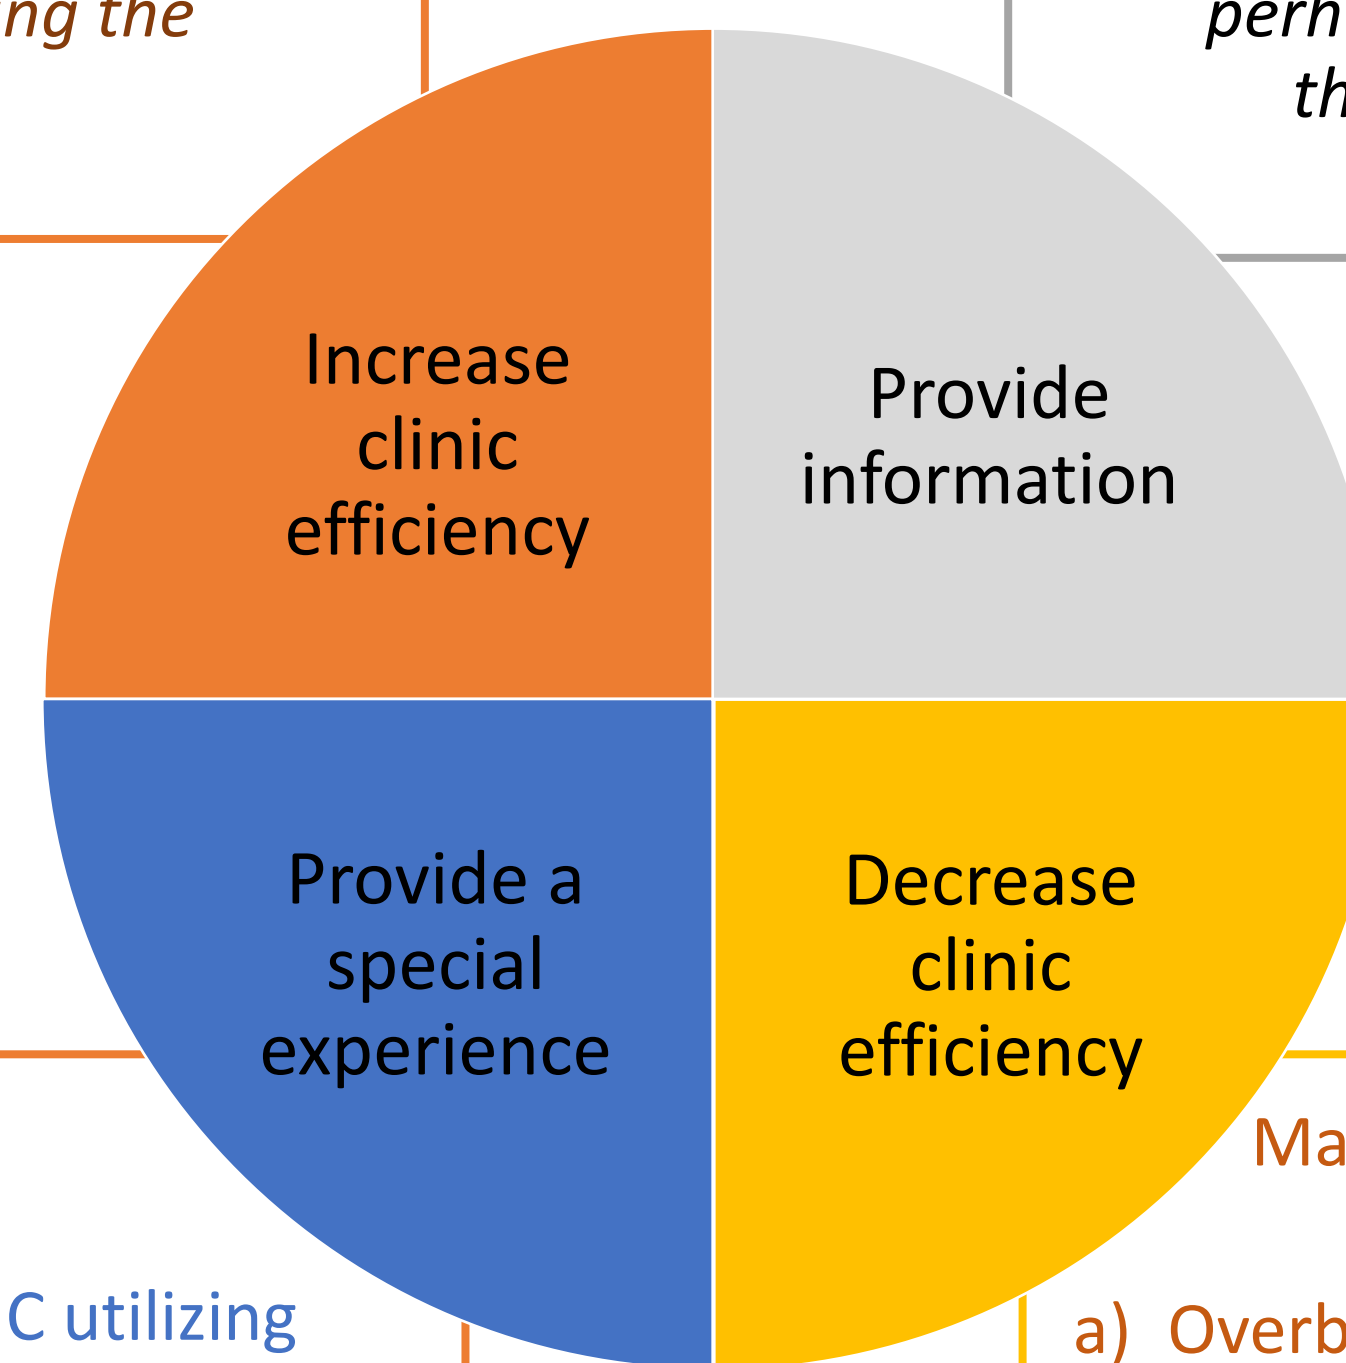 ng the
perh
th
Increase
clinic
efficiency
Provide
information
Provide a
special
experience
Decrease
clinic
efficiency
Ma
C utilizing
a) Overb